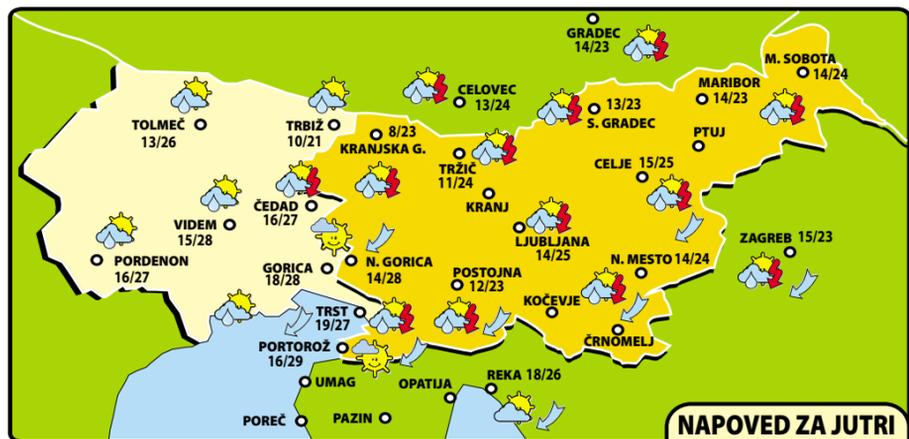 GRADEC
14/23
M. SOBOTA
14/24
MARIBOR
14/23
CELOVEC
13/24
13/23
S. GRADEC
TOLMEČ
13/26
TRBIŽ
10/21
8/23
KRANJSKA G.
PTUJ
TRŽIČ
11/24
CELJE 15/25
KRANJ
ČEDAD
16/27
VIDEM
15/28
LJUBLJANA
14/25
ZAGREB 15/23
PORDENON
16/27
GORICA
18/28
N. GORICA
14/28
N. MESTO 14/24
POSTOJNA
12/23
KOČEVJE
TRST
19/27
ČRNOMELJ
PORTOROŽ
16/29
UMAG
OPATIJA
REKA 18/26
POREČ
PAZIN
NAPOVED ZA JUTRI